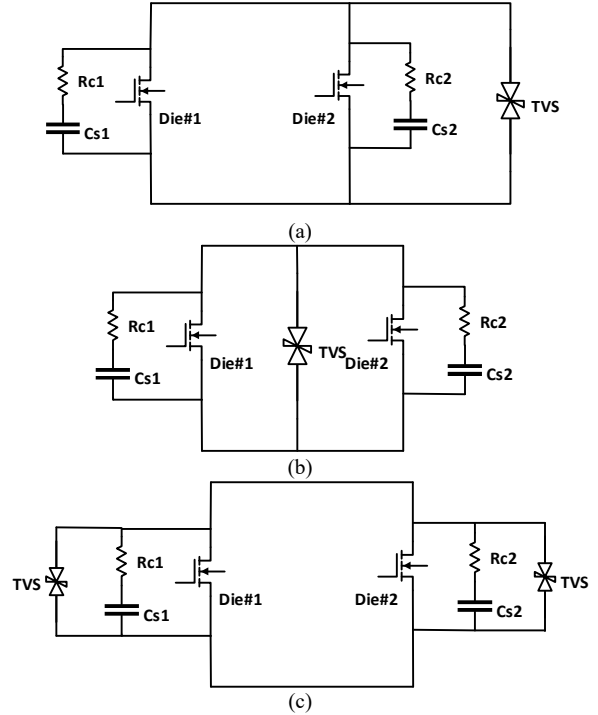 Rc1
Cs1
Die#1
Die#2
Rc2
Cs2
TVS
(a)
Rc1
Cs1
Die#1
TVS
Die#2
Rc2
Cs2
(b)
TVS
Rc1
Cs1
Die#1
Die#2
Rc2
Cs2
TVS
(c)